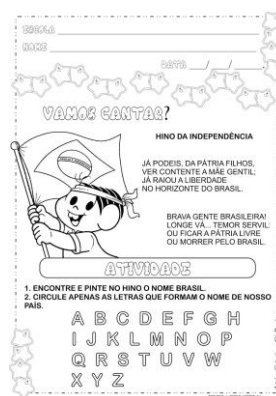 ESCOLA
NOME
DATA __/__/__
VAMOS CANTAR?
HINO DA INDEPENDÊNCIA
JÁ PODEIS, DA PÁTRIA FILHOS,
VER CONTENTE A MÃE GENTIL;
JÁ RAIOU A LIBERDADE
NO HORIZONTE DO BRASIL.
BRAVA GENTE BRASILEIRA!
LONGE VÁ... TEMOR SERVIL:
OU FICAR A PÁTRIA LIVRE
OU MORRER PELO BRASIL.
ATIVIDADE
1. ENCONTRE E PINTE NO HINO O NOME BRASIL.
2. CIRCULE APENAS AS LETRAS QUE FORMAM O NOME DE NOSSO
PAÍS.
A B C D E F G H
I J K L M N O P
Q R S T U V W
X Y Z